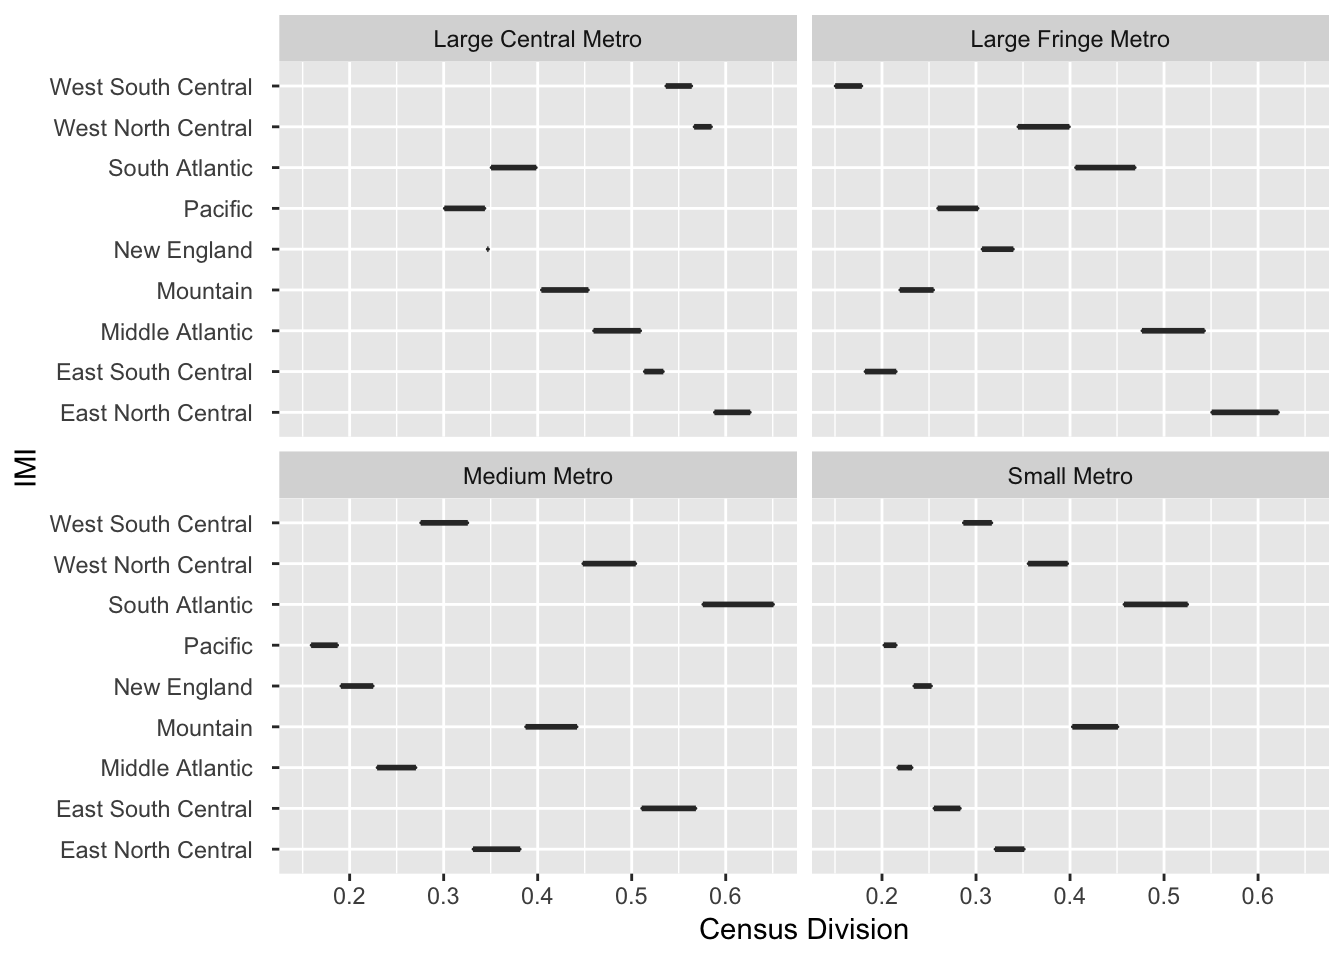 Large Central Metro
Large Fringe Metro
West South Central
West North Central
South Atlantic
Pacific
New England
Mountain
Middle Atlantic
East South Central
East North Central
IMI
Medium Metro
Small Metro
West South Central
West North Central
South Atlantic
Pacific
New England
Mountain
Middle Atlantic
East South Central
East North Central
0.2 0.3 0.4 0.5 0.6
0.2 0.3 0.4 0.5 0.6
Census Division